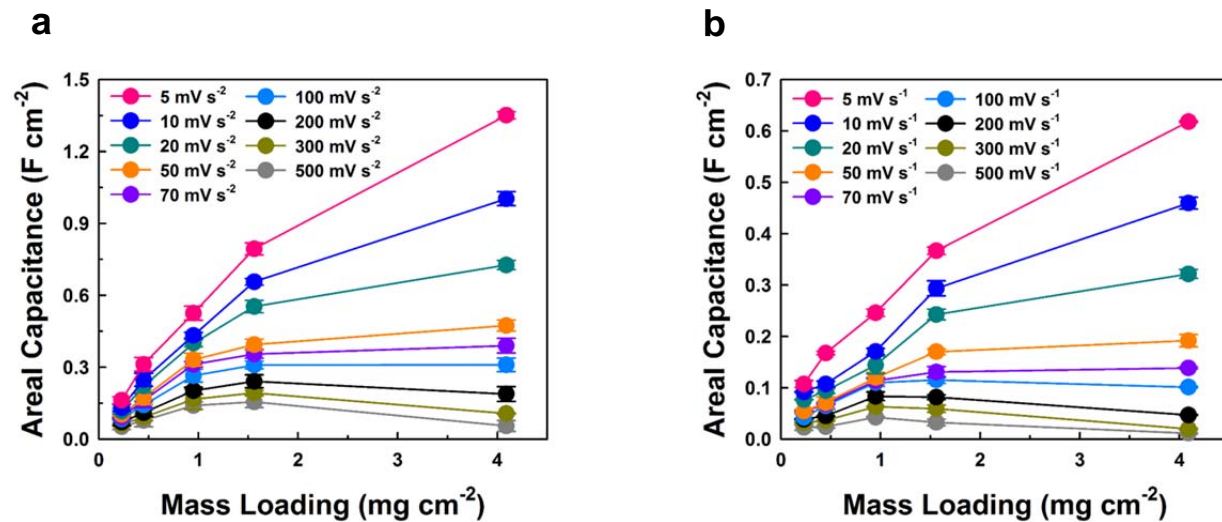 a
1.5
1.2
0.9
0.6
0.3
0.0
Areal Capacitance (F cm⁻²)
5 mV s⁻²
10 mV s⁻²
20 mV s⁻²
50 mV s⁻²
70 mV s⁻²
100 mV s⁻²
200 mV s⁻²
300 mV s⁻²
500 mV s⁻²
0 1 2 3 4
Mass Loading (mg cm⁻²)
b
0.7
0.6
0.5
0.4
0.3
0.2
0.1
0.0
Areal Capacitance (F cm⁻²)
5 mV s⁻¹
10 mV s⁻¹
20 mV s⁻¹
50 mV s⁻¹
70 mV s⁻¹
100 mV s⁻¹
200 mV s⁻¹
300 mV s⁻¹
500 mV s⁻¹
0 1 2 3 4
Mass Loading (mg cm⁻²)